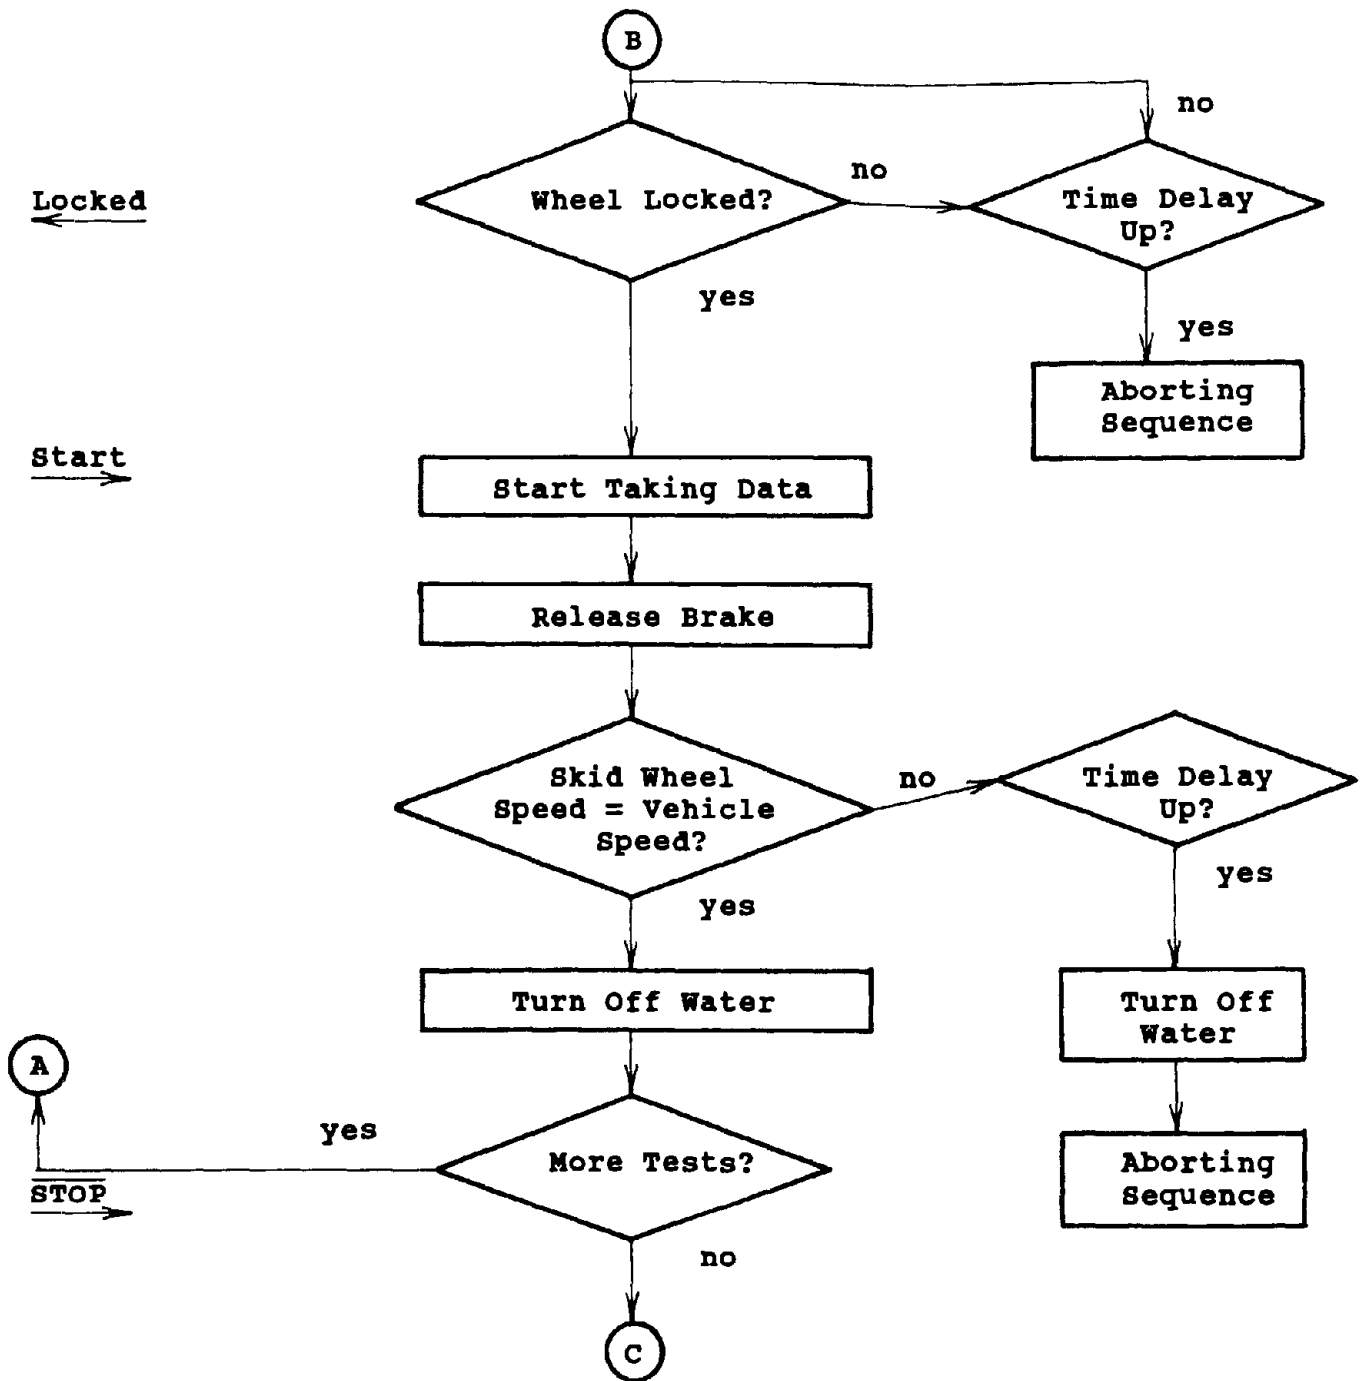 B
no
Locked
Wheel Locked?
no
Time Delay
Up?
yes
yes
Aborting
Sequence
Start
Start Taking Data
Release Brake
Skid Wheel
Speed = Vehicle
Speed?
no
Time Delay
Up?
yes
yes
Turn Off Water
Turn Off
Water
A
yes
More Tests?
STOP
Aborting
Sequence
no
C